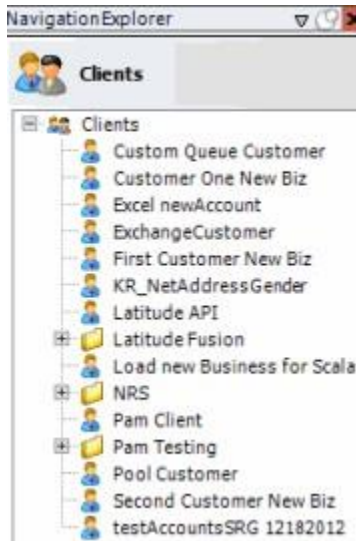 NavigationExplorer
Clients
Clients
Custom Queue Customer
Customer One New Biz
Excel newAccount
ExchangeCustomer
First Customer New Biz
KR_NetAddressGender
Latitude API
Latitude Fusion
Load new Business for Scala
NRS
Pam Client
Pam Testing
Pool Customer
Second Customer New Biz
testAccountsSRG 12182012